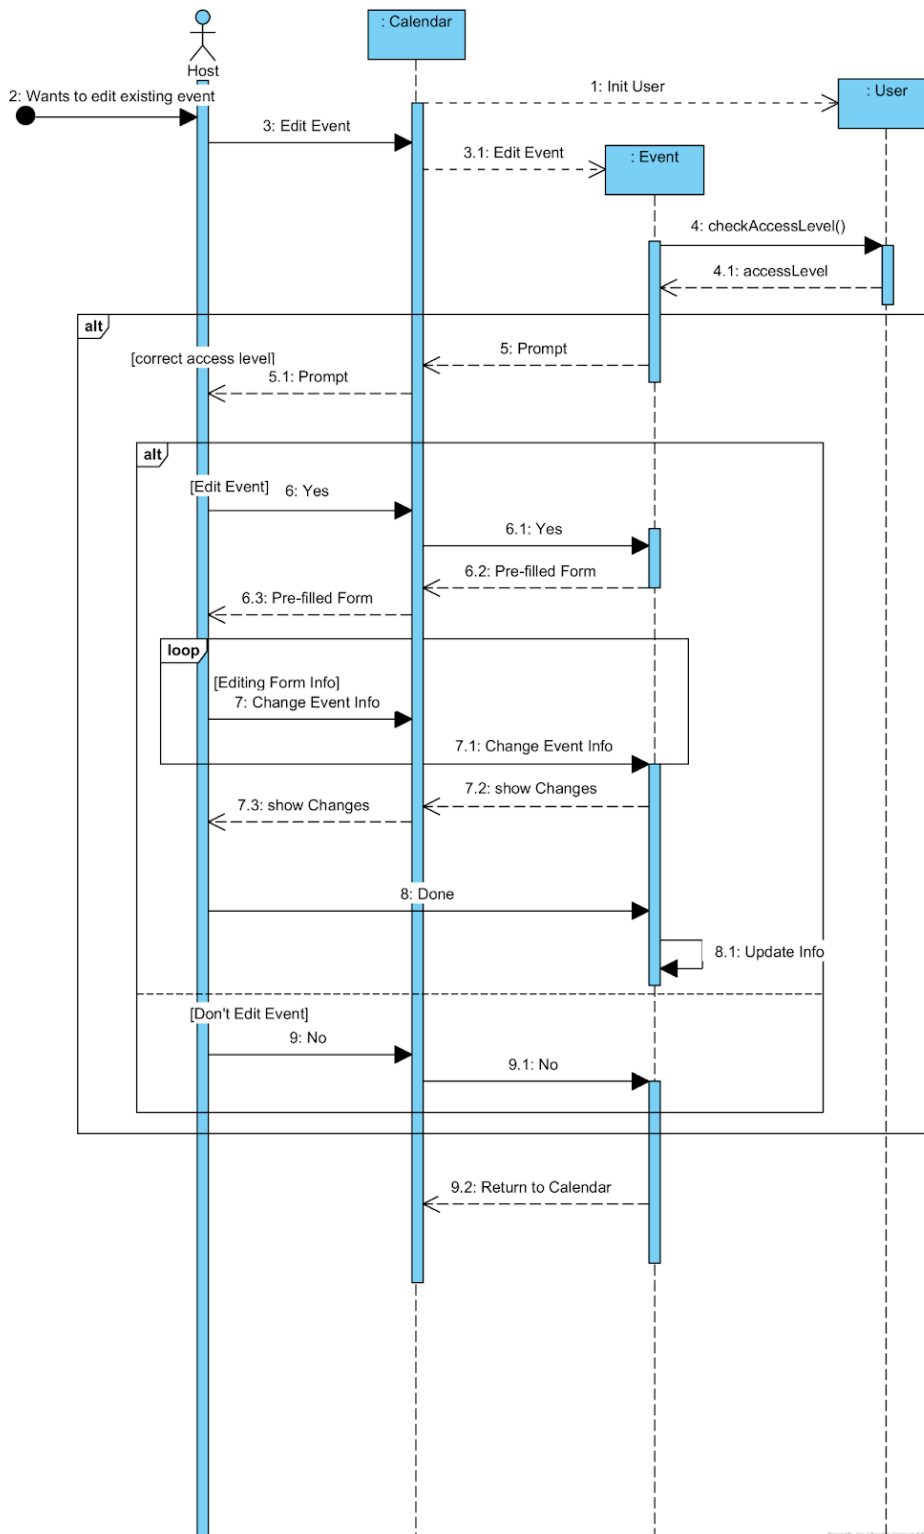 : Calendar
Host
1: Init User
: User
2: Wants to edit existing event
3: Edit Event
3.1: Edit Event
: Event
4: checkAccessLevel()
4.1: accessLevel
alt
[correct access level]
5: Prompt
5.1: Prompt
alt
[Edit Event]
6: Yes
6.1: Yes
6.2: Pre-filled Form
6.3: Pre-filled Form
loop
[Editing Form Info]
7: Change Event Info
7.1: Change Event Info
7.2: show Changes
7.3: show Changes
8: Done
8.1: Update Info
[Don't Edit Event]
9: No
9.1: No
9.2: Return to Calendar